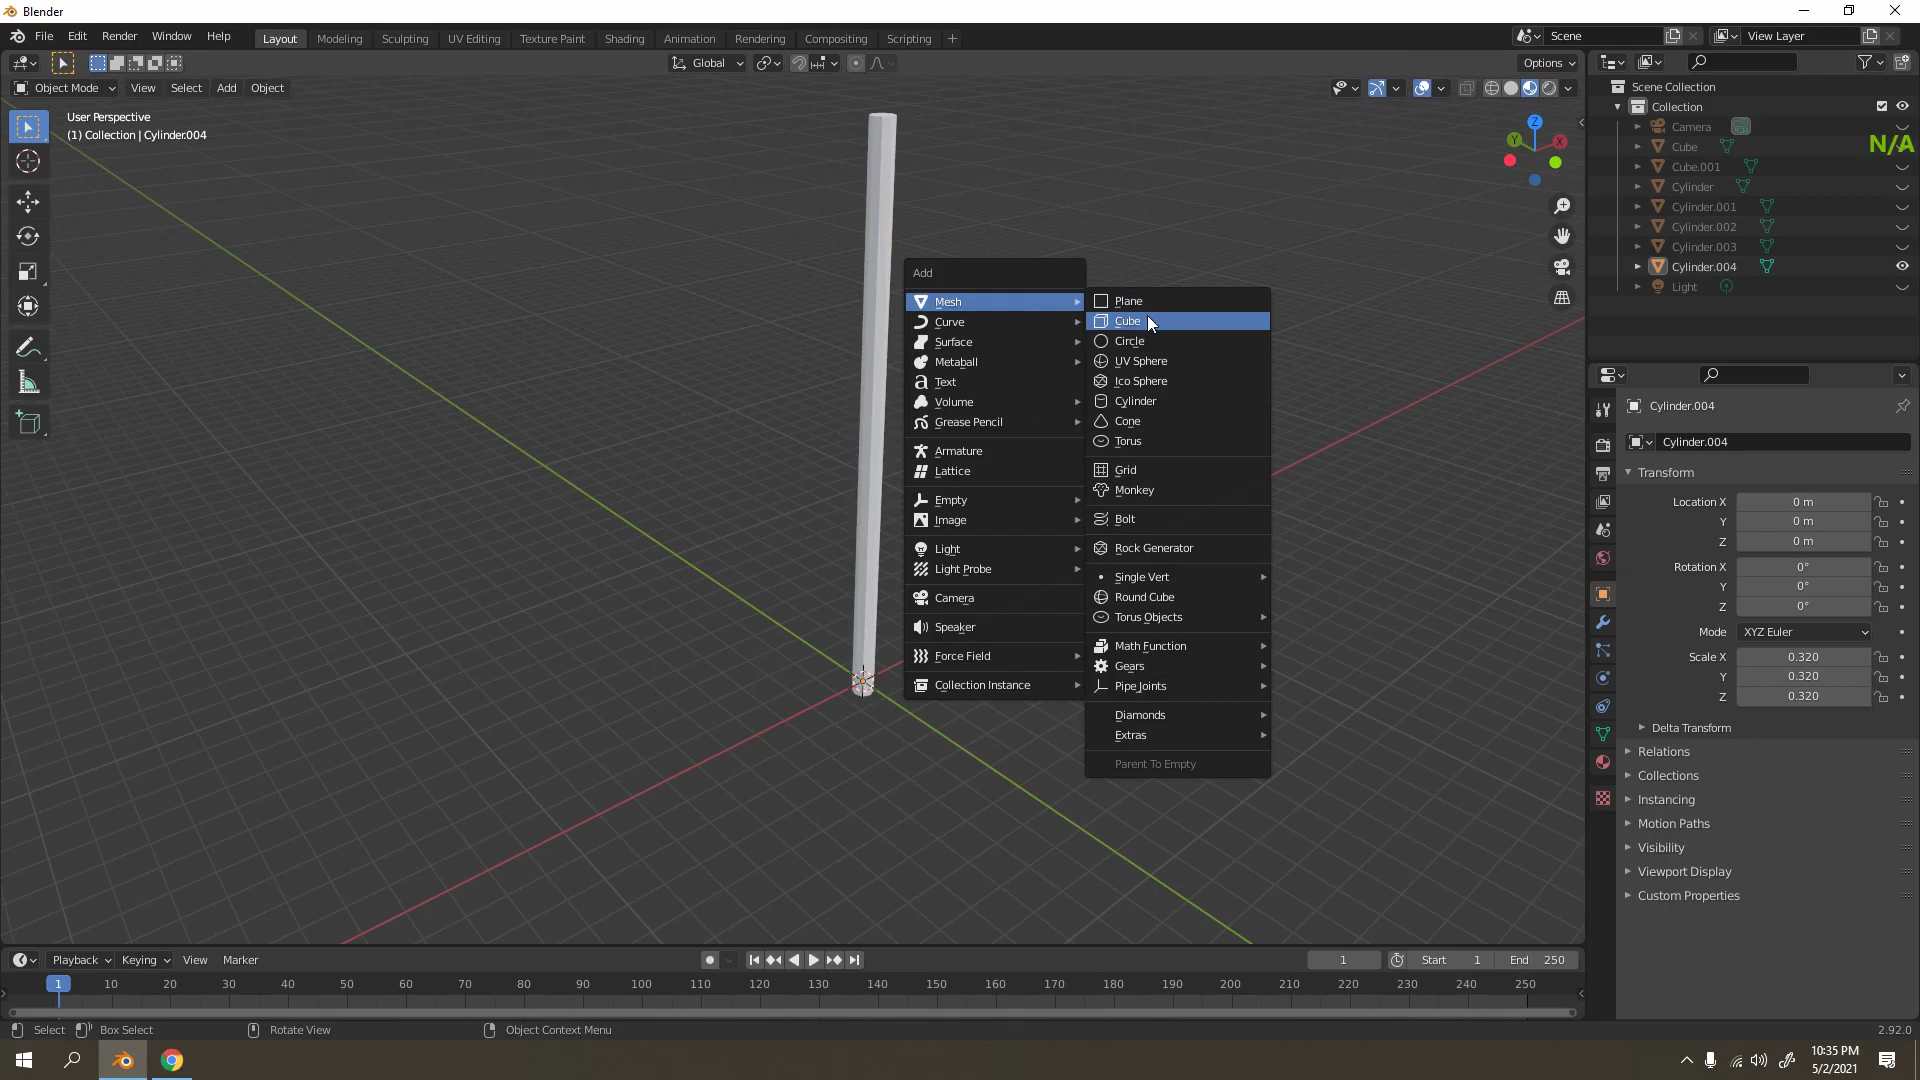 Blender
File Edit Render Window Help
Layout Modeling Sculpting UV Editing Texture Paint Shading Animation Rendering Compositing Scripting
Scene View Layer
Global Options
Object Mode View Select Add Object
User Perspective
(1) Collection | Cylinder.004
Z
Y
X
Add
Mesh
Curve
Surface
Metaball
Text
Volume
Grease Pencil
Armature
Lattice
Empty
Image
Light
Light Probe
Camera
Speaker
Force Field
Collection Instance
Plane
Cube
Circle
UV Sphere
Ico Sphere
Cylinder
Cone
Torus
Grid
Monkey
Bolt
Rock Generator
Single Vert
Round Cube
Torus Objects
Math Function
Gears
Pipe Joints
Diamonds
Extras
Parent To Empty
Scene Collection
Collection
Camera
N/A
Cube
Cube.001
Cylinder
Cylinder.001
Cylinder.002
Cylinder.003
Cylinder.004
Light
Cylinder.004
Cylinder.004
Transform
Location X 0 m
Y 0 m
Z 0 m
Rotation X 0°
Y 0°
Z 0°
Mode XYZ Euler
Scale X 0.320
Y 0.320
Z 0.320
Delta Transform
Relations
Collections
Instancing
Motion Paths
Visibility
Viewport Display
Custom Properties
Playback Keying View Marker 1 Start 1 End 250
1 10 20 30 40 50 60 70 80 90 100 110 120 130 140 150 160 170 180 190 200 210 220 230 240 250
Select Box Select Rotate View Object Context Menu 2.92.0
10:35 PM
5/2/2021